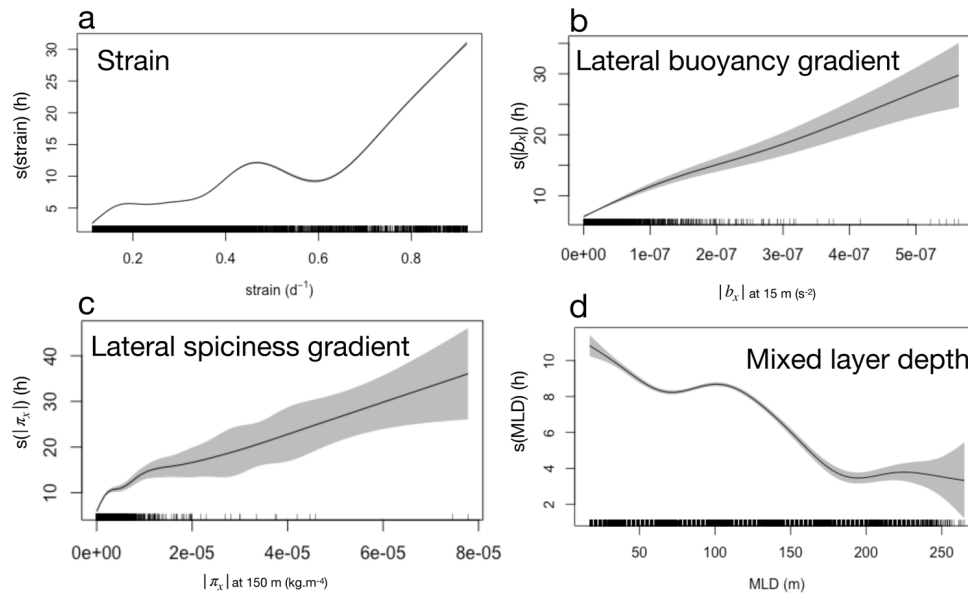 a
Strain
s(strain) (h)
30
25
20
15
10
5
0.2 0.4 0.6 0.8
strain (d⁻¹)
b
Lateral buoyancy gradient
s(|bₓ|) (h)
30
20
10
0e+00 1e-07 2e-07 3e-07 4e-07 5e-07
|bₓ| at 15 m (s⁻²)
c
Lateral spiciness gradient
s(|πₓ|) (h)
40
30
20
10
0e+00 2e-05 4e-05 6e-05 8e-05
|πₓ| at 150 m (kg.m⁻⁴)
d
Mixed layer depth
s(MLD) (h)
10
8
6
4
2
50 100 150 200 250
MLD (m)